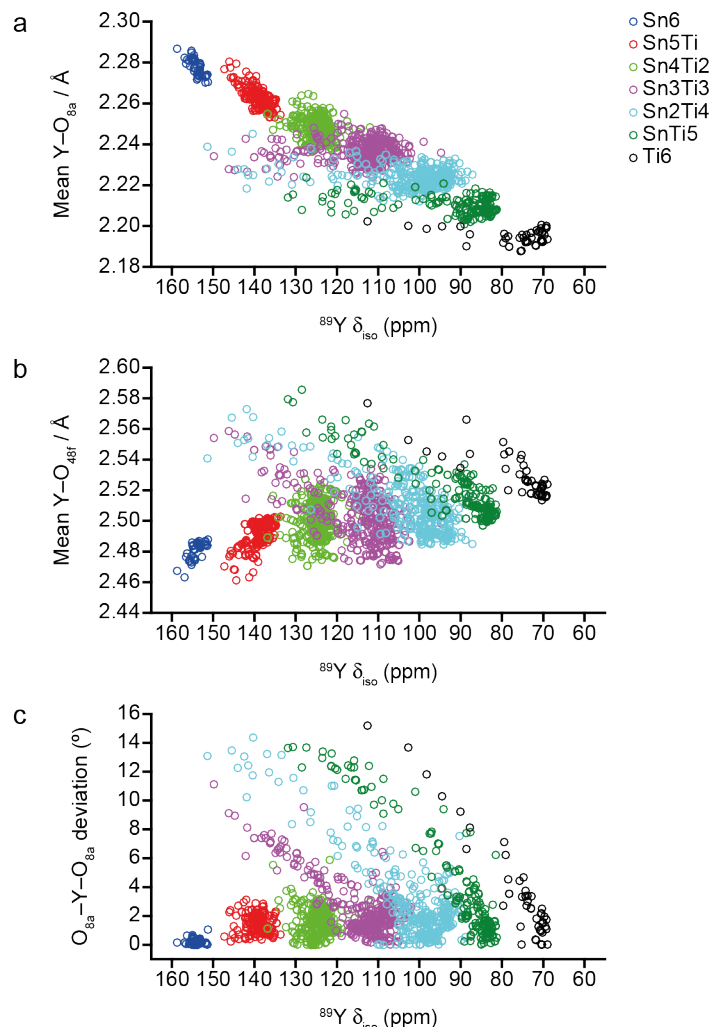 a
Mean Y–O8a / Å
2.30
2.28
2.26
2.24
2.22
2.20
2.18
160 150 140 130 120 110 100 90 80 70 60
89Y δiso (ppm)
Sn6
Sn5Ti
Sn4Ti2
Sn3Ti3
Sn2Ti4
SnTi5
Ti6
b
Mean Y–O48f / Å
2.60
2.58
2.56
2.54
2.52
2.50
2.48
2.46
2.44
160 150 140 130 120 110 100 90 80 70 60
89Y δiso (ppm)
c
O8a–Y–O8a deviation (º)
16
14
12
10
8
6
4
2
0
160 150 140 130 120 110 100 90 80 70 60
89Y δiso (ppm)